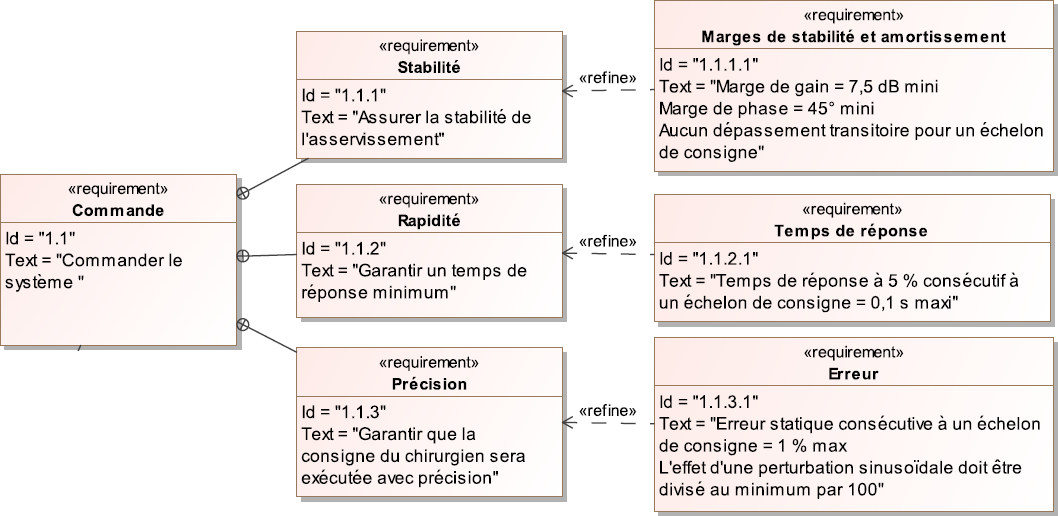 «requirement»
Commande
Id = "1.1"
Text = "Commander le
système "
«requirement»
Stabilité
Id = "1.1.1"
Text = "Assurer la stabilité de
l'asservissement"
«refine»
«requirement»
Marges de stabilité et amortissement
Id = "1.1.1.1"
Text = "Marge de gain = 7,5 dB mini
Marge de phase = 45° mini
Aucun dépassement transitoire pour un échelon
de consigne"
«requirement»
Rapidité
Id = "1.1.2"
Text = "Garantir un temps de
réponse minimum"
«refine»
«requirement»
Temps de réponse
Id = "1.1.2.1"
Text = "Temps de réponse à 5 % consécutif à
un échelon de consigne = 0,1 s maxi"
«requirement»
Précision
Id = "1.1.3"
Text = "Garantir que la
consigne du chirurgien sera
exécutée avec précision"
«refine»
«requirement»
Erreur
Id = "1.1.3.1"
Text = "Erreur statique consécutive à un échelon
de consigne = 1 % max
L'effet d'une perturbation sinusoïdale doit être
divisé au minimum par 100"